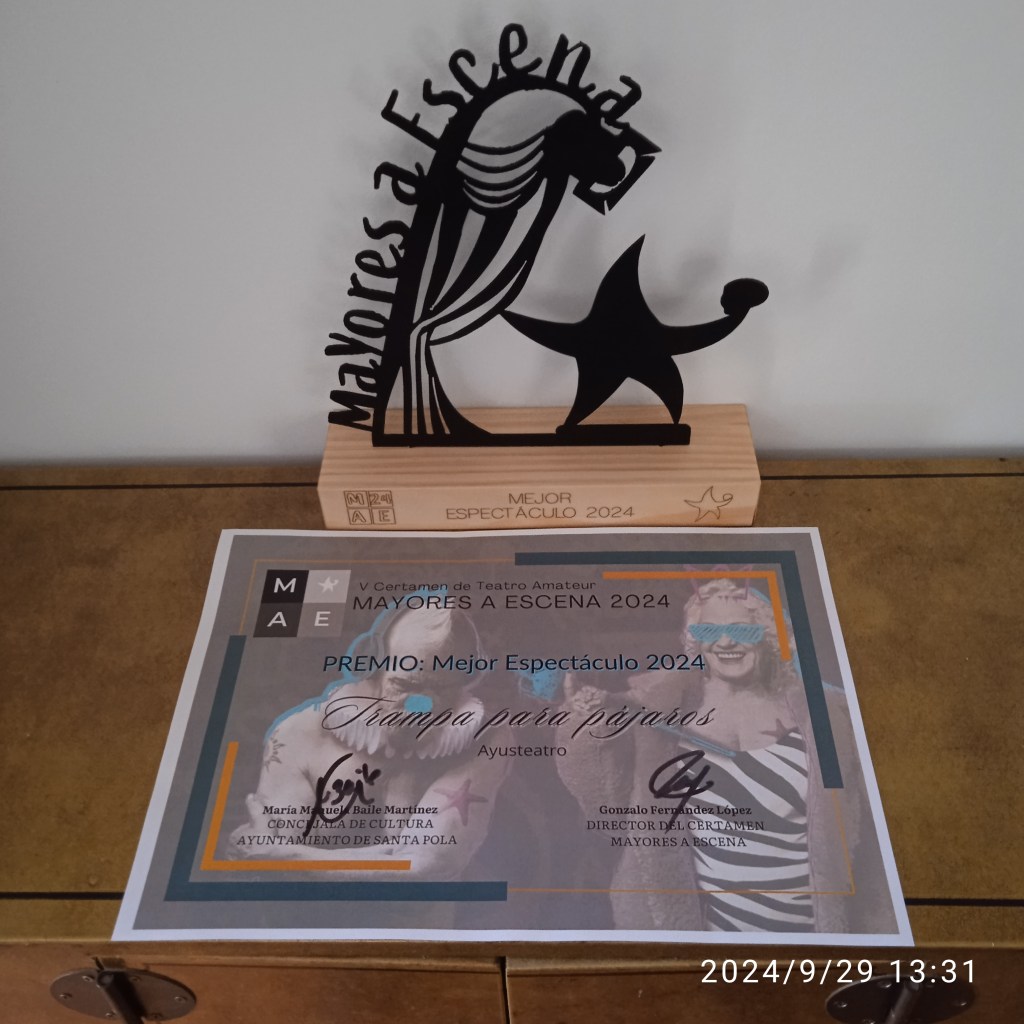 Mayores a Escena
M 24
A E
MEJOR
ESPECTÁCULO 2024
M
A E
V Certamen de Teatro Amateur
MAYORES A ESCENA 2024
PREMIO: Mejor Espectáculo 2024
Trampa para pájaros
Ayusteatro
María Manuela Baile Martínez
CONCEJALA DE CULTURA
AYUNTAMIENTO DE SANTA POLA
Gonzalo Fernández López
DIRECTOR DEL CERTAMEN
MAYORES A ESCENA
2024/9/29 13:31